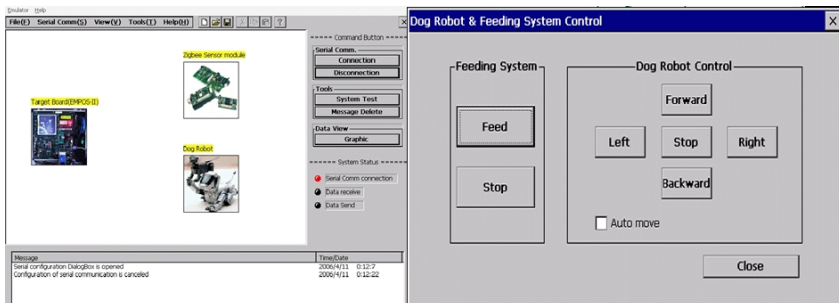 Emulator Help
File(F) Serial Comm(S) View(V) Tools(T) Help(H)
Zigbee Sensor module
Target Board(EMPOS-II)
Dog Robot
Command Button
Serial Comm.
Connection
Disconnection
Tools
System Test
Message Delete
Data View
Graphic
System Status
Serial Comm connection
Data receive
Data Send
Message Time/Date
Serial configuration DialogBox is opened 2006/4/11 0:12:7
Configuration of serial communication is canceled 2006/4/11 0:12:22
Dog Robot & Feeding System Control
Feeding System
Feed
Stop
Dog Robot Control
Forward
Left Stop Right
Backward
Auto move
Close